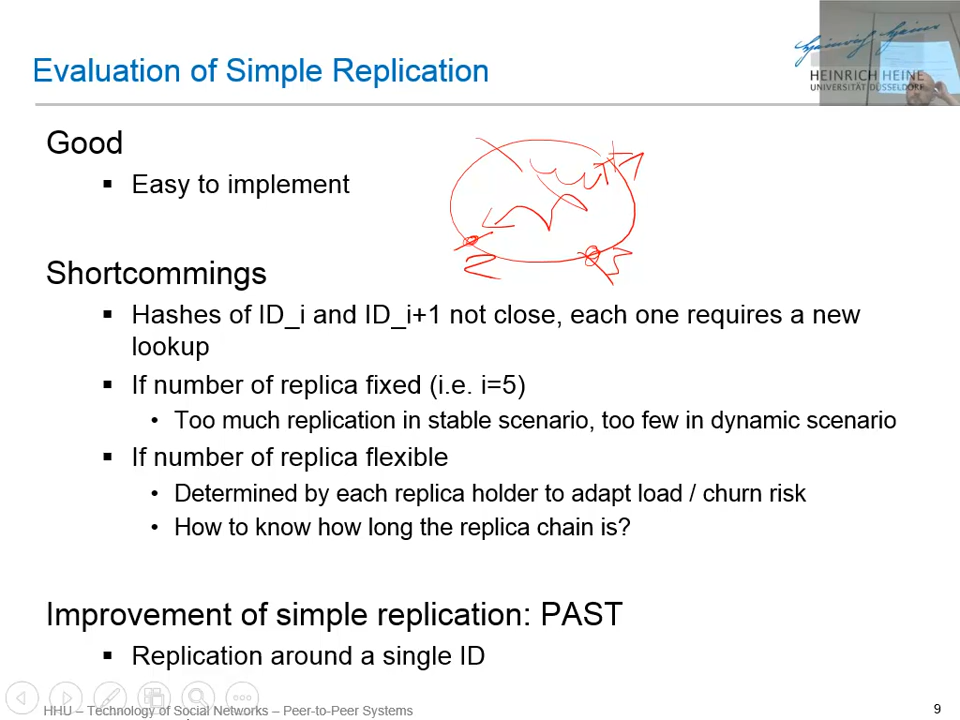 Evaluation of Simple Replication
HEINRICH HEINE
UNIVERSITÄT DÜSSELDORF
Good
▪ Easy to implement
Shortcommings
▪ Hashes of ID_i and ID_i+1 not close, each one requires a new
lookup
▪ If number of replica fixed (i.e. i=5)
• Too much replication in stable scenario, too few in dynamic scenario
▪ If number of replica flexible
• Determined by each replica holder to adapt load / churn risk
• How to know how long the replica chain is?
Improvement of simple replication: PAST
▪ Replication around a single ID
HHU – Technology of Social Networks – Peer-to-Peer Systems
9